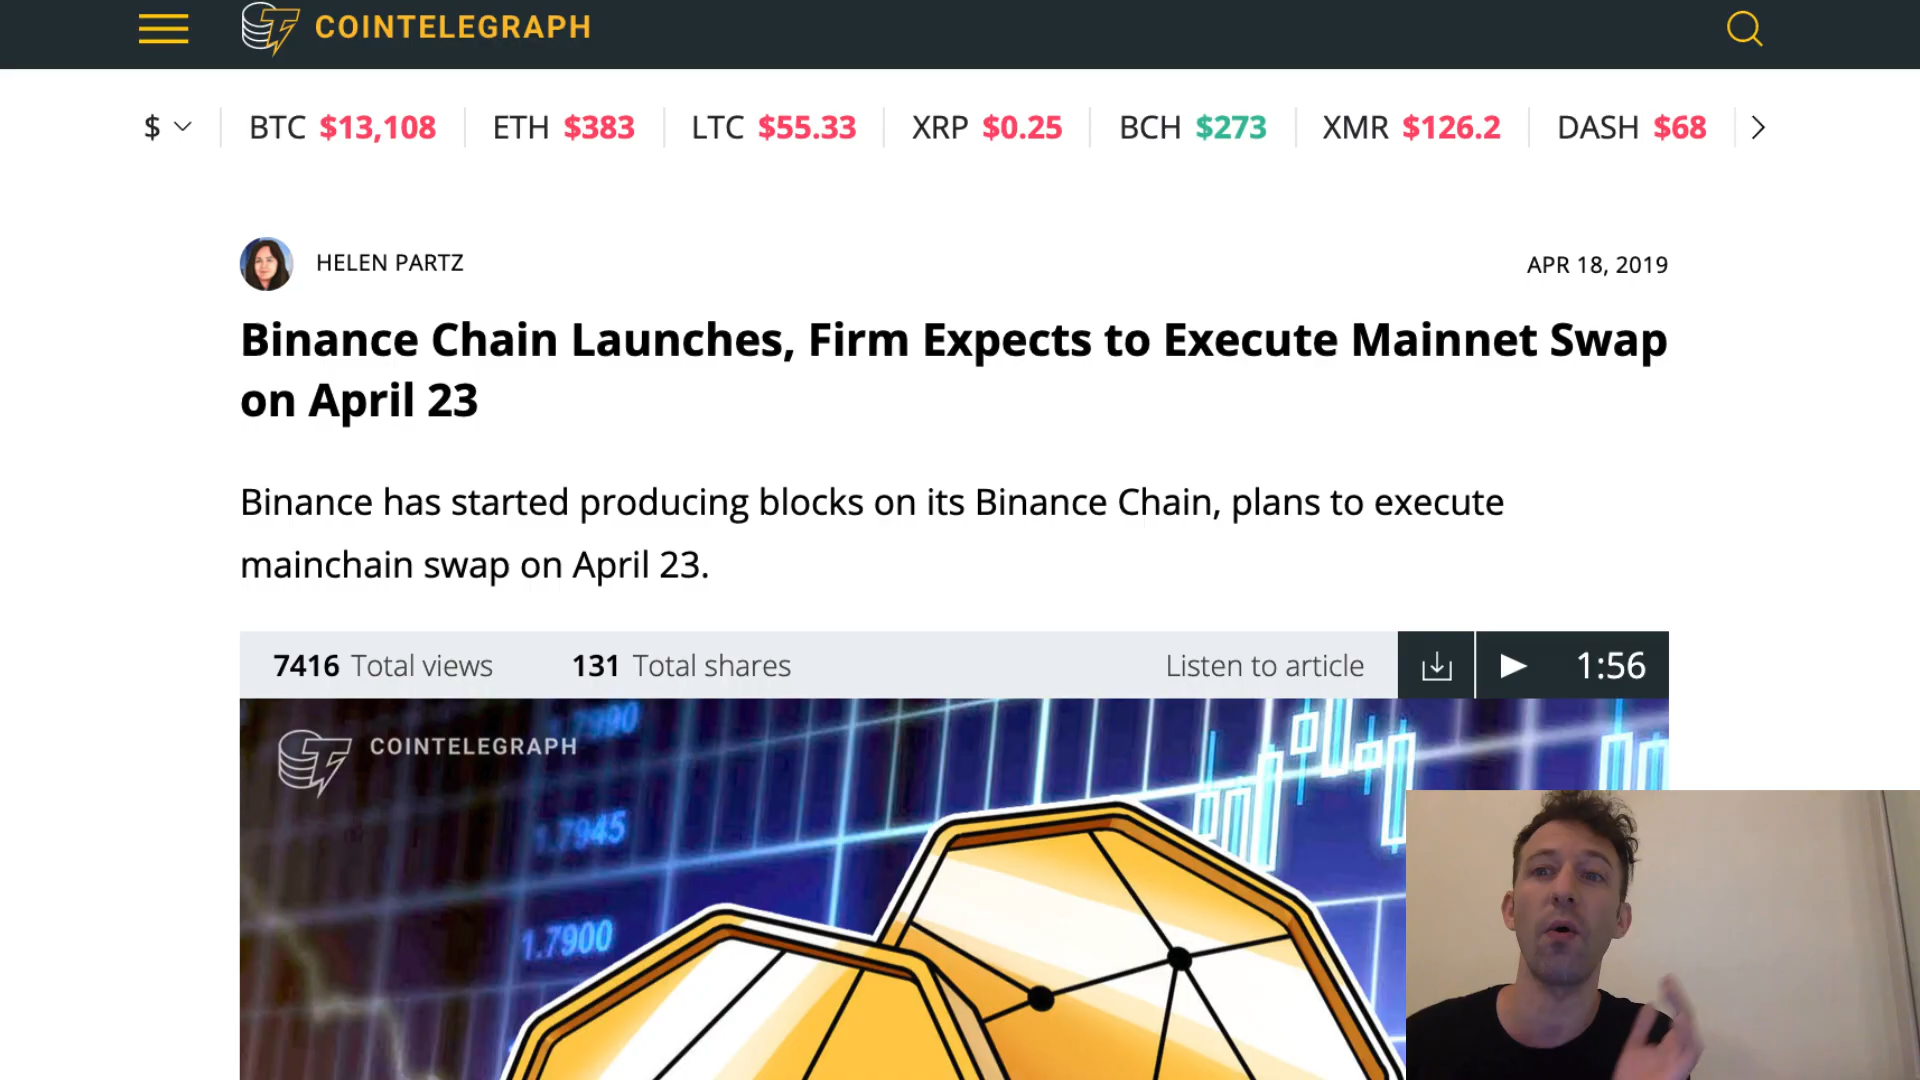 COINTELEGRAPH
$ BTC $13,108 ETH $383 LTC $55.33 XRP $0.25 BCH $273 XMR $126.2 DASH $68
HELEN PARTZ
APR 18, 2019
Binance Chain Launches, Firm Expects to Execute Mainnet Swap
on April 23
Binance has started producing blocks on its Binance Chain, plans to execute
mainchain swap on April 23.
7416 Total views 131 Total shares Listen to article 1:56
COINTELEGRAPH
1.7990
1.7945
1.7900